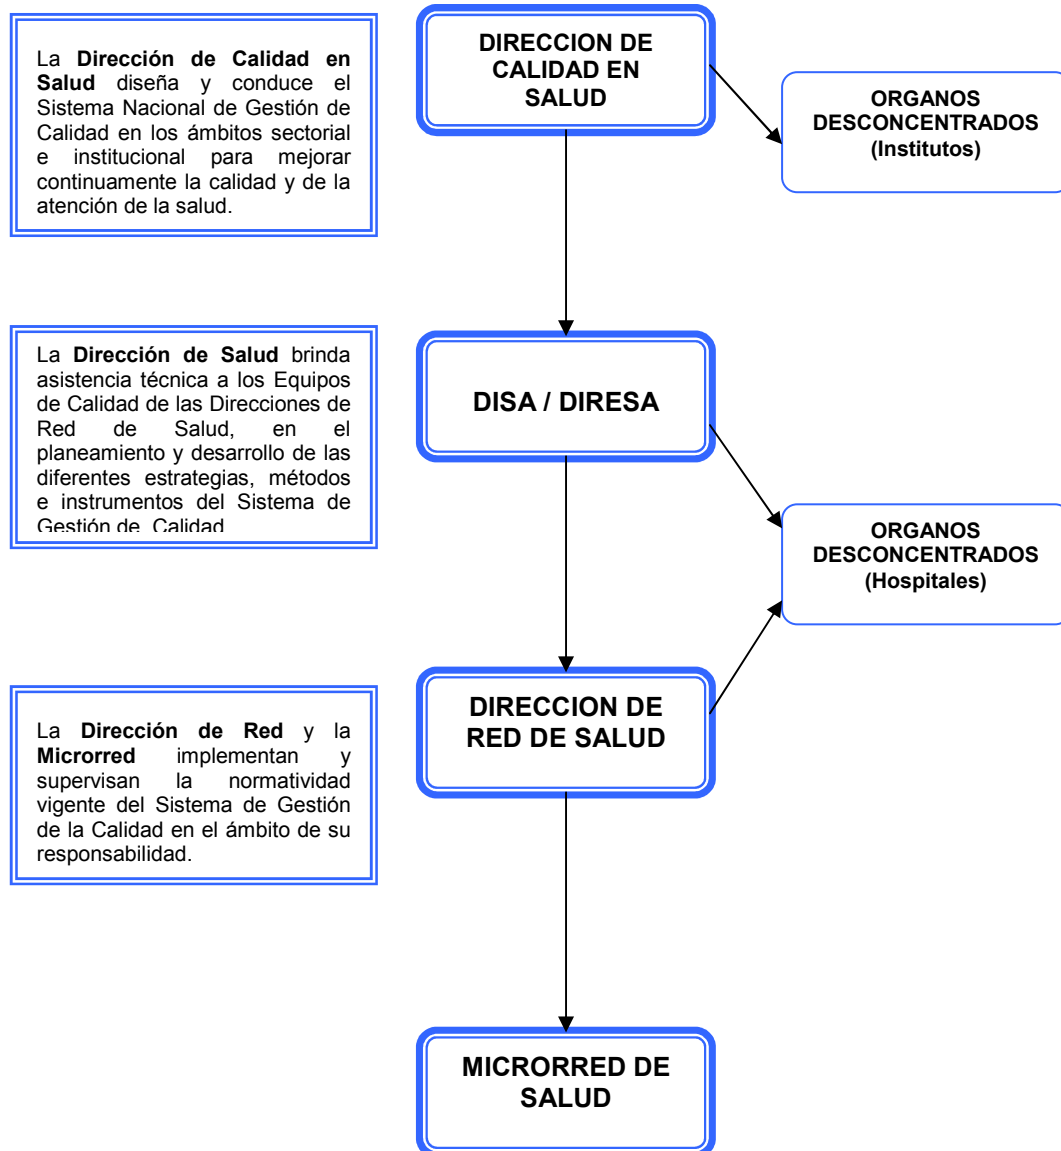 La Dirección de Calidad en
Salud diseña y conduce el
Sistema Nacional de Gestión de
Calidad en los ámbitos sectorial
e institucional para mejorar
continuamente la calidad y de la
atención de la salud.
DIRECCION DE
CALIDAD EN
SALUD
ORGANOS
DESCONCENTRADOS
(Institutos)
La Dirección de Salud brinda
asistencia técnica a los Equipos
de Calidad de las Direcciones de
Red de Salud, en el
planeamiento y desarrollo de las
diferentes estrategias, métodos
e instrumentos del Sistema de
Gestión de Calidad
DISA / DIRESA
ORGANOS
DESCONCENTRADOS
(Hospitales)
La Dirección de Red y la
Microrred implementan y
supervisan la normatividad
vigente del Sistema de Gestión
de la Calidad en el ámbito de su
responsabilidad.
DIRECCION DE
RED DE SALUD
MICRORRED DE
SALUD